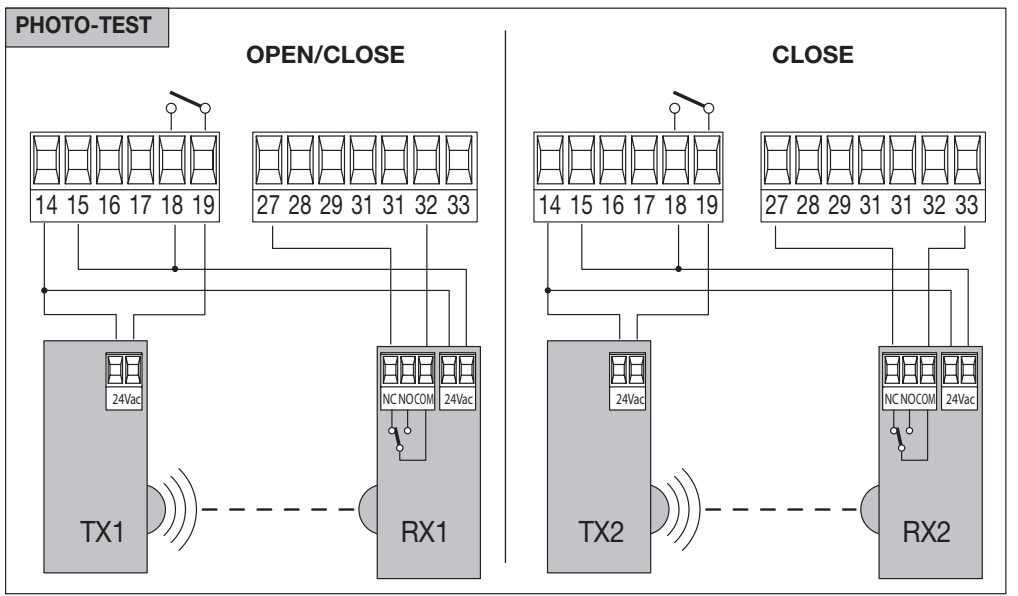 PHOTO-TEST
OPEN/CLOSE
14 15 16 17 18 19
27 28 29 31 31 32 33
24Vac
NC NO COM
24Vac
TX1
RX1
CLOSE
14 15 16 17 18 19
27 28 29 31 31 32 33
24Vac
NC NO COM
24Vac
TX2
RX2